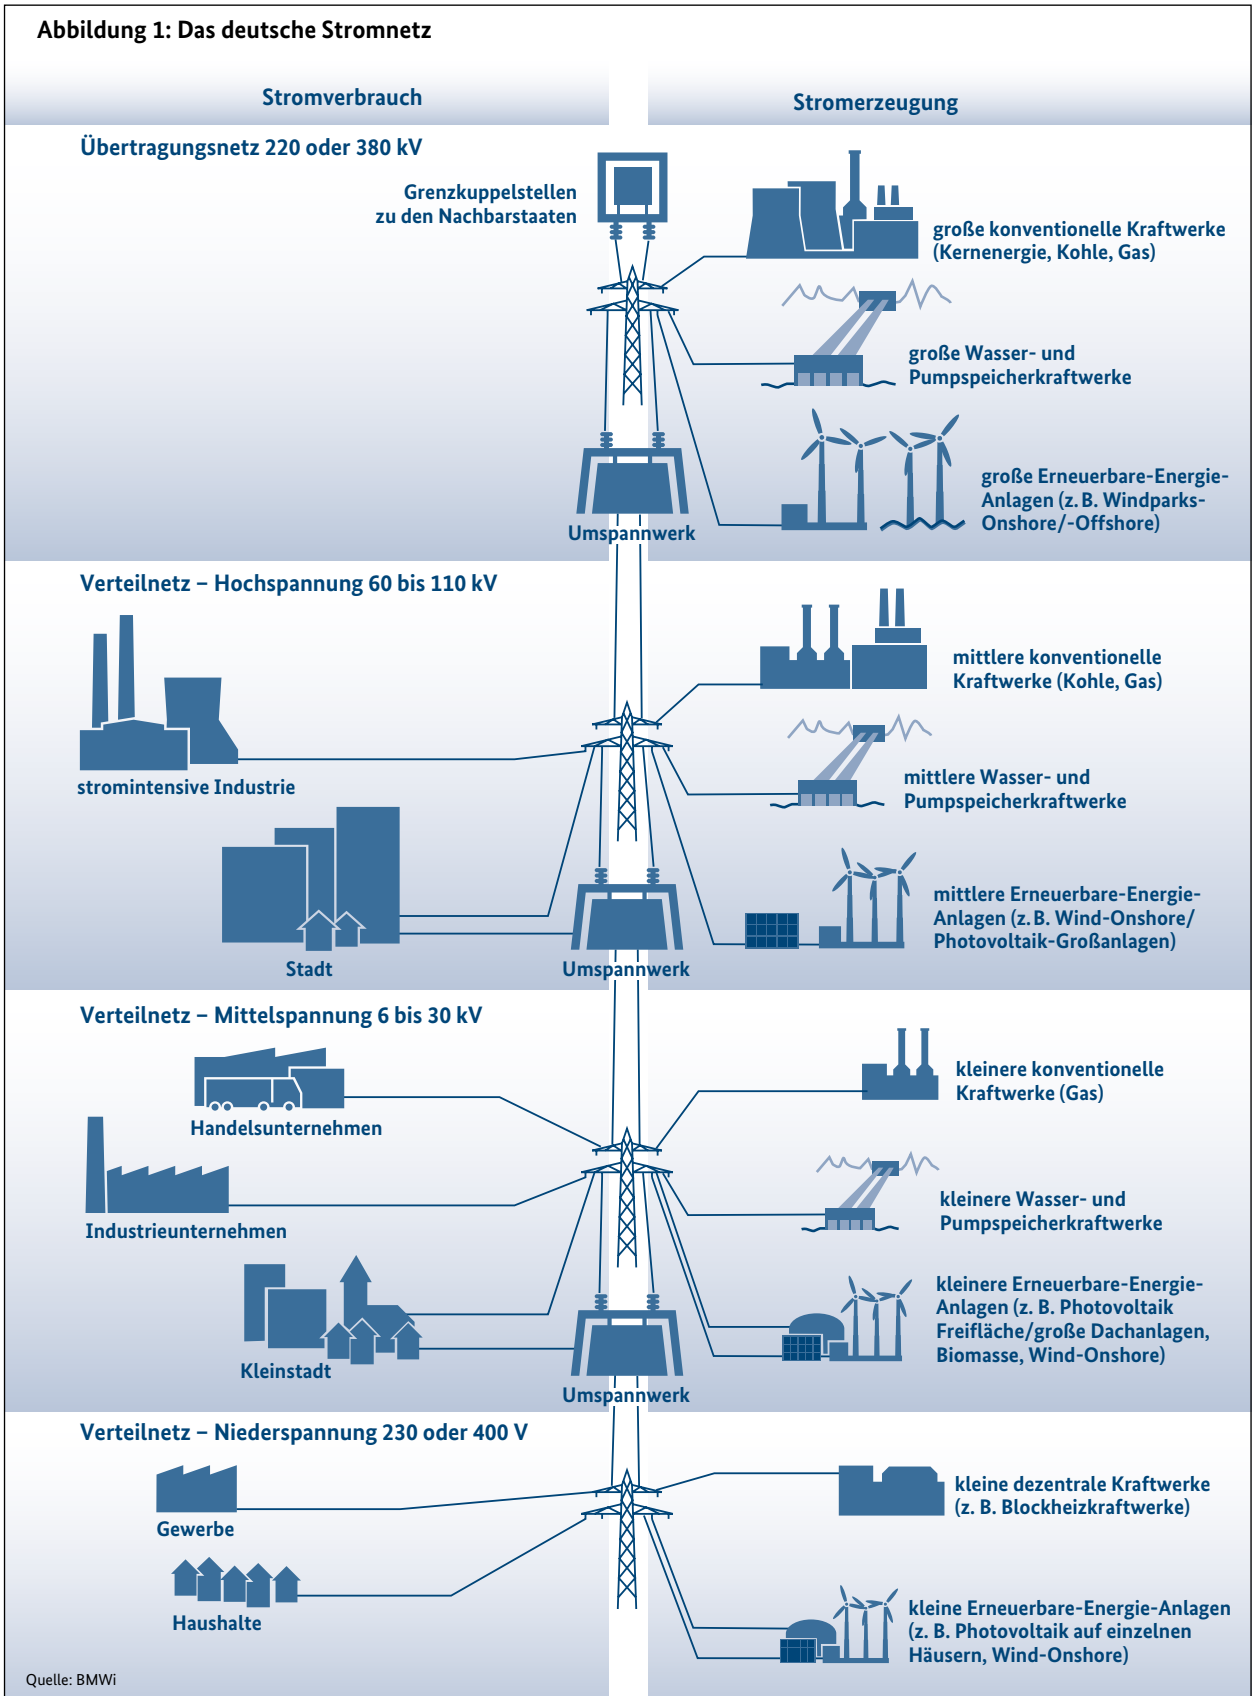 Abbildung 1: Das deutsche Stromnetz
Stromverbrauch
Stromerzeugung
Übertragungsnetz 220 oder 380 kV
Grenzkuppelstellen
zu den Nachbarstaaten
große konventionelle Kraftwerke
(Kernenergie, Kohle, Gas)
große Wasser- und
Pumpspeicherkraftwerke
große Erneuerbare-Energie-
Anlagen (z. B. Windparks-
Onshore/-Offshore)
Umspannwerk
Verteilnetz – Hochspannung 60 bis 110 kV
stromintensive Industrie
Stadt
mittlere konventionelle
Kraftwerke (Kohle, Gas)
mittlere Wasser- und
Pumpspeicherkraftwerke
mittlere Erneuerbare-Energie-
Anlagen (z. B. Wind-Onshore/
Photovoltaik-Großanlagen)
Umspannwerk
Verteilnetz – Mittelspannung 6 bis 30 kV
Handelsunternehmen
Industrieunternehmen
Kleinstadt
kleinere konventionelle
Kraftwerke (Gas)
kleinere Wasser- und
Pumpspeicherkraftwerke
kleinere Erneuerbare-Energie-
Anlagen (z. B. Photovoltaik
Freifläche/große Dachanlagen,
Biomasse, Wind-Onshore)
Umspannwerk
Verteilnetz – Niederspannung 230 oder 400 V
Gewerbe
Haushalte
kleine dezentrale Kraftwerke
(z. B. Blockheizkraftwerke)
kleine Erneuerbare-Energie-Anlagen
(z. B. Photovoltaik auf einzelnen
Häusern, Wind-Onshore)
Quelle: BMWi